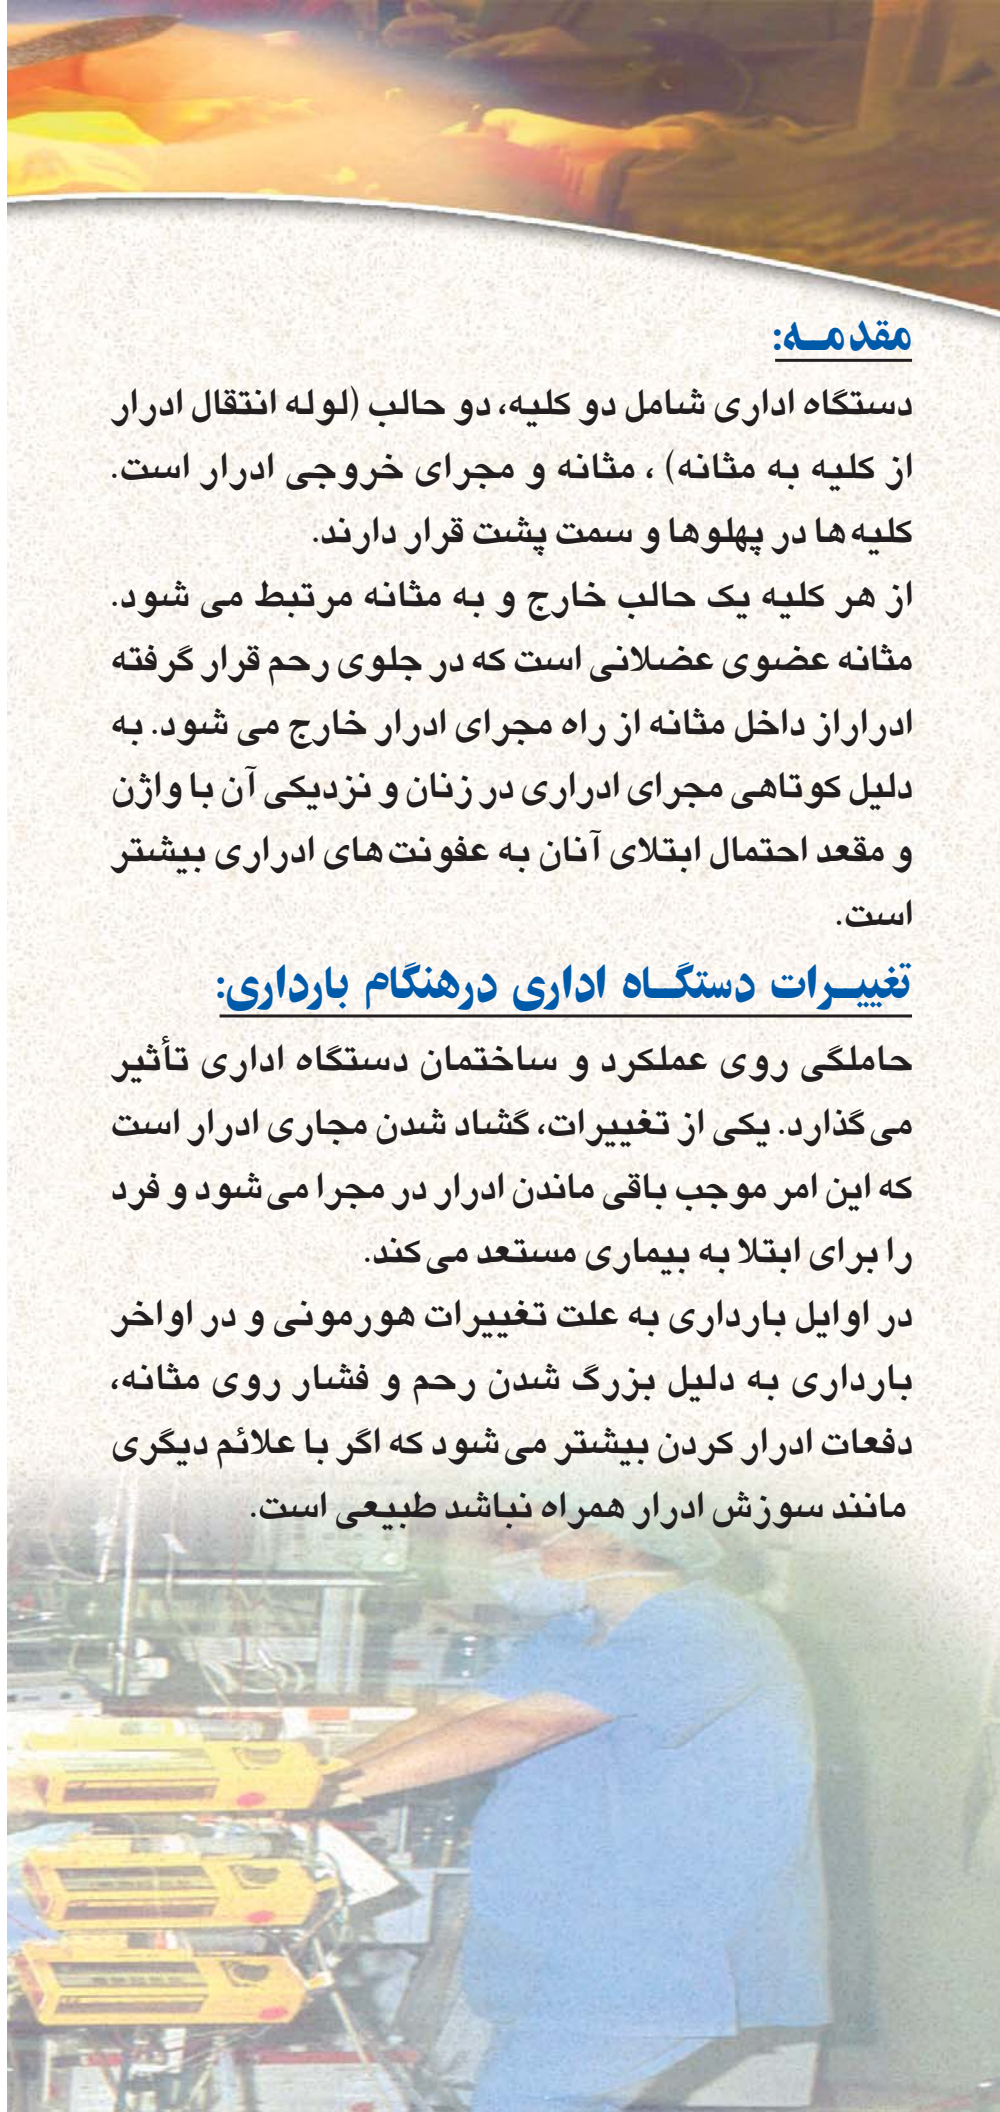 مقدمـه:
دستگاه اداری شامل دو کلیه، دو حالب (لوله انتقال ادرار
از کلیه به مثانه) ، مثانه و مجرای خروجی ادرار است.
کلیه ها در پهلوها و سمت پشت قرار دارند.
از هر کلیه یک حالب خارج و به مثانه مرتبط می شود.
مثانه عضوی عضلانی است که در جلوی رحم قرار گرفته
ادراراز داخل مثانه از راه مجرای ادرار خارج می شود. به
دلیل کوتاهی مجرای ادراری در زنان و نزدیکی آن با واژن
و مقعد احتمال ابتلای آنان به عفونت‌های ادراری بیشتر
است.
تغییـرات دستگـاه اداری درهنگام بارداری:
حاملگی روی عملکرد و ساختمان دستگاه اداری تأثیر
می‌گذارد. یکی از تغییرات، گشاد شدن مجاری ادرار است
که این امر موجب باقی ماندن ادرار در مجرا می‌شود و فرد
را برای ابتلا به بیماری مستعد می‌کند.
در اوایل بارداری به علت تغییرات هورمونی و در اواخر
بارداری به دلیل بزرگ شدن رحم و فشار روی مثانه،
دفعات ادرار کردن بیشتر می‌شود که اگر با علائم دیگری
مانند سوزش ادرار همراه نباشد طبیعی است.